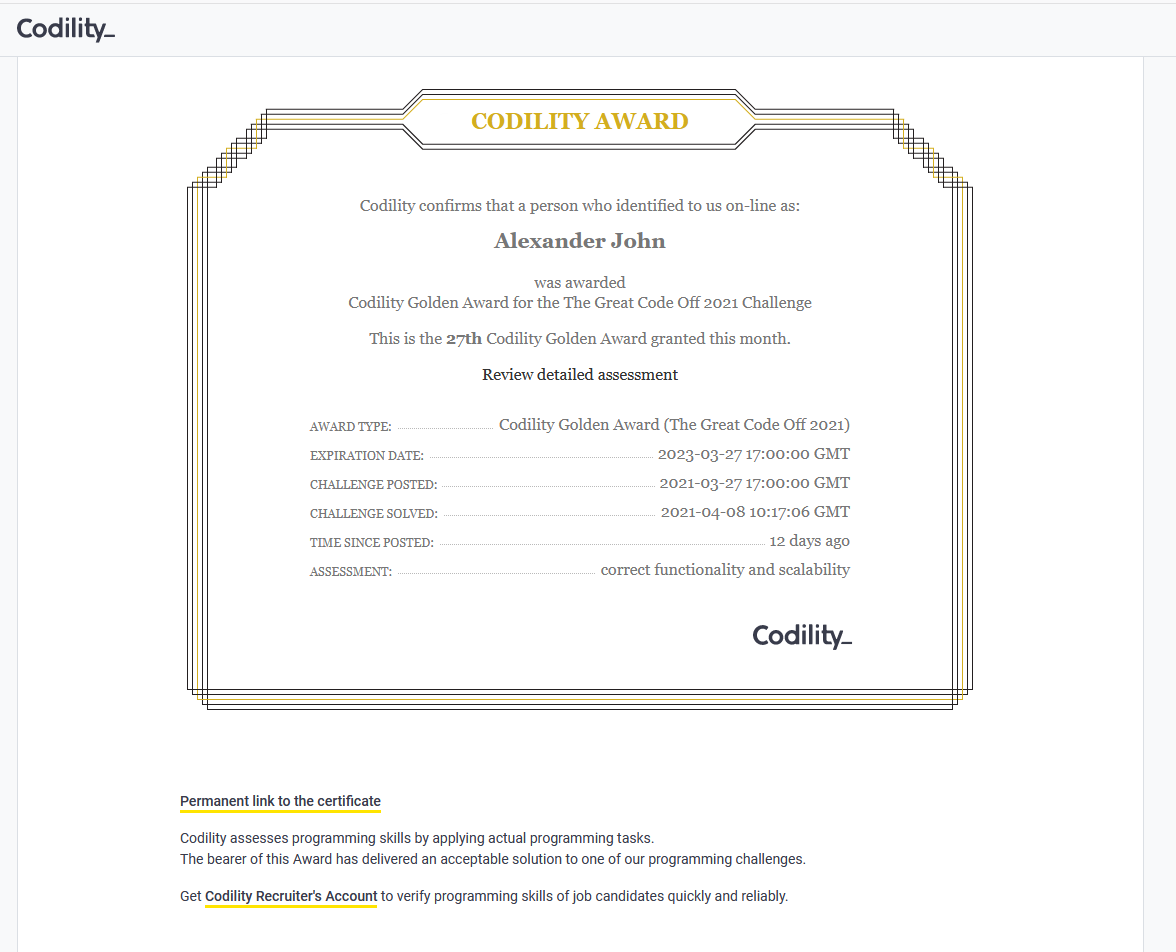 Codility_
CODILITY AWARD
Codility confirms that a person who identified to us on-line as:
Alexander John
was awarded
Codility Golden Award for the The Great Code Off 2021 Challenge
This is the 27th Codility Golden Award granted this month.
Review detailed assessment
AWARD TYPE: Codility Golden Award (The Great Code Off 2021)
EXPIRATION DATE: 2023-03-27 17:00:00 GMT
CHALLENGE POSTED: 2021-03-27 17:00:00 GMT
CHALLENGE SOLVED: 2021-04-08 10:17:06 GMT
TIME SINCE POSTED: 12 days ago
ASSESSMENT: correct functionality and scalability
Codility_
Permanent link to the certificate
Codility assesses programming skills by applying actual programming tasks.
The bearer of this Award has delivered an acceptable solution to one of our programming challenges.
Get Codility Recruiter's Account to verify programming skills of job candidates quickly and reliably.